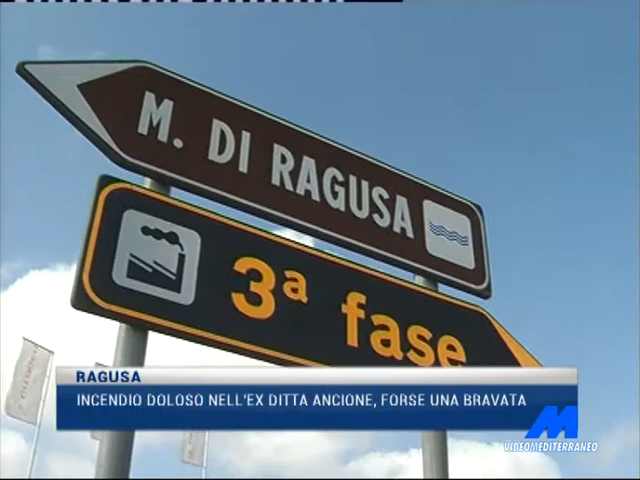 M. DI RAGUSA
3ª fase
RAGUSA
INCENDIO DOLOSO NELL'EX DITTA ANCIONE, FORSE UNA BRAVATA
VIDEOMEDITERRANEO